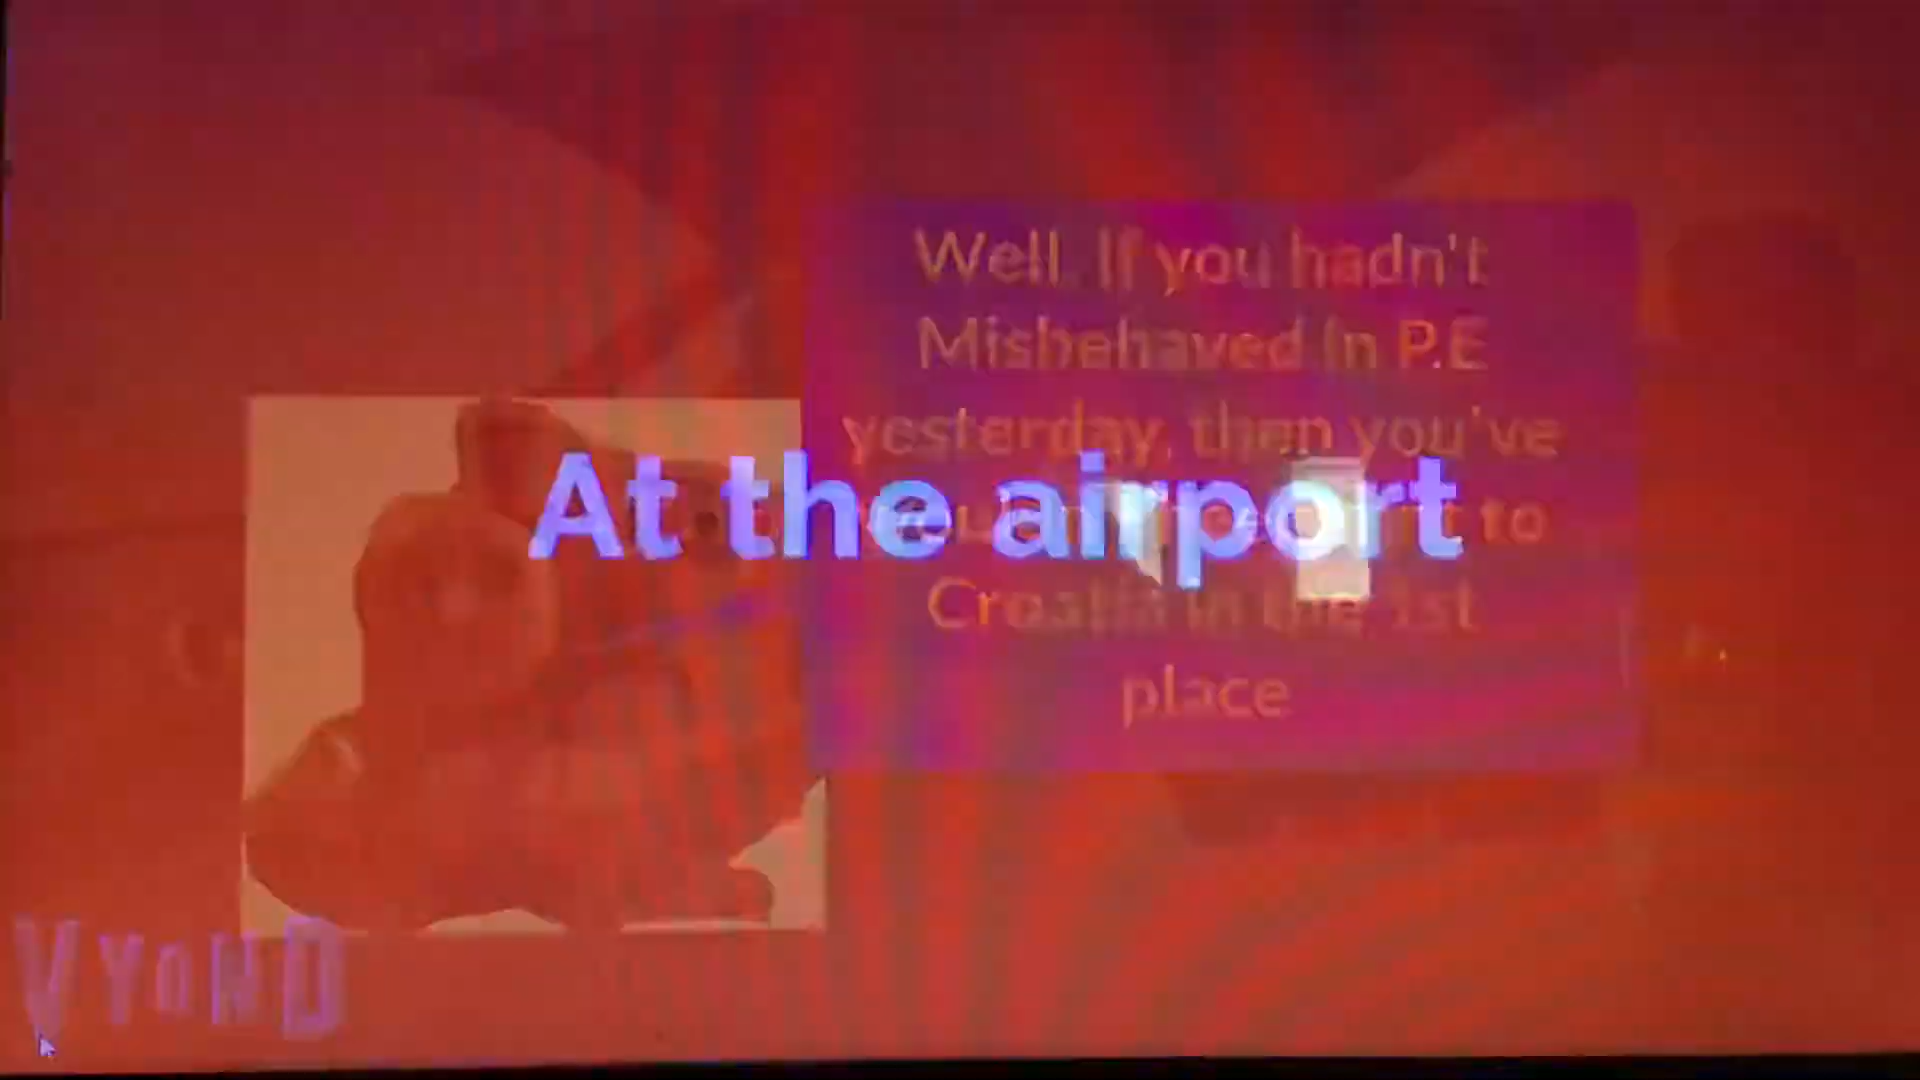 Well. If you hadn't
Misbehaved in P.E
yesterday, then you've
At the airport
to
Croatia in the 1st
place
VYOND